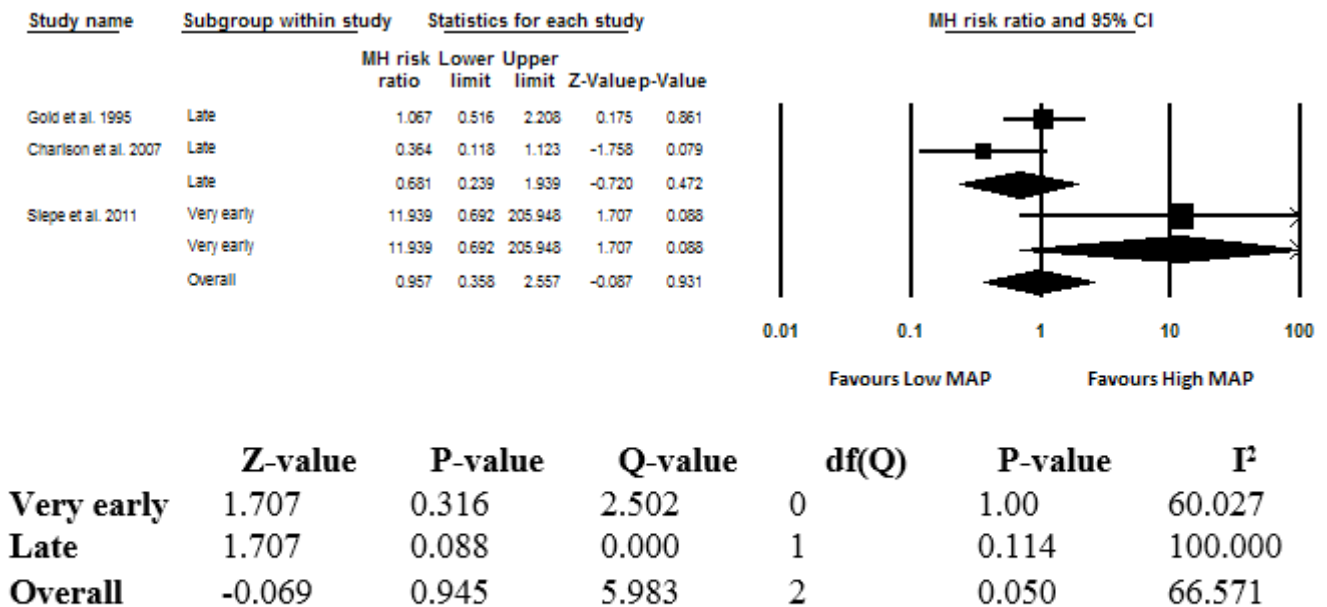 Study name Subgroup within study Statistics for each study MH risk ratio and 95% CI
MH risk Lower Upper
ratio limit limit Z-Value p-Value
Gold et al. 1995 Late 1.067 0.516 2.208 0.175 0.861
Charlson et al. 2007 Late 0.364 0.118 1.123 -1.758 0.079
Late 0.681 0.239 1.939 -0.720 0.472
Siepe et al. 2011 Very early 11.939 0.692 205.948 1.707 0.088
Very early 11.939 0.692 205.948 1.707 0.088
Overall 0.957 0.358 2.557 -0.087 0.931
0.01 0.1 1 10 100
Favours Low MAP Favours High MAP
Z-value P-value Q-value df(Q) P-value I²
Very early 1.707 0.316 2.502 0 1.00 60.027
Late 1.707 0.088 0.000 1 0.114 100.000
Overall -0.069 0.945 5.983 2 0.050 66.571